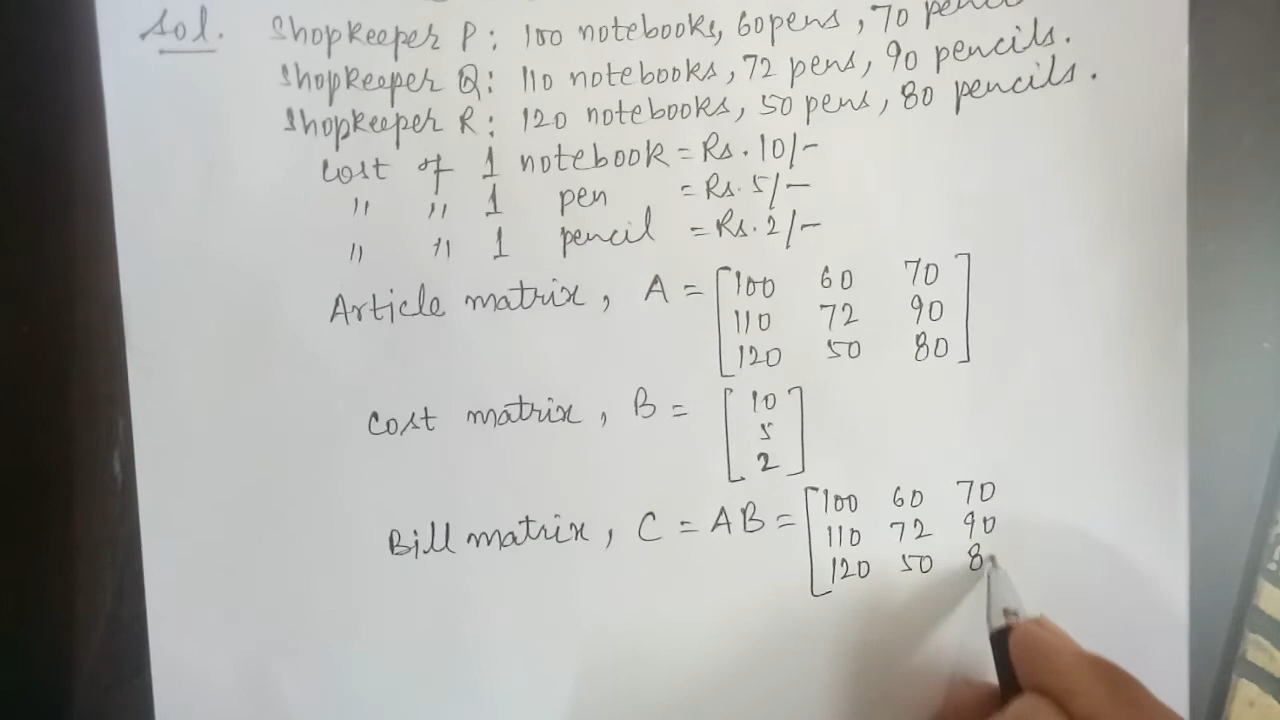 Sol. Shopkeeper P: 100 notebooks, 60 pens, 70
Shopkeeper Q: 110 notebooks, 72 pens, 90 pencils.
Shopkeeper R: 120 notebooks, 50 pens, 80 pencils.
Cost of 1 notebook = Rs. 10/-
" " 1 pen = Rs. 5/-
" " 1 pencil = Rs. 2/-
Article matrix, A = [100 60 70
110 72 90
120 50 80]
Cost matrix, B = [10
5
2]
Bill matrix, C = AB = [100 60 70
110 72 90
120 50 8